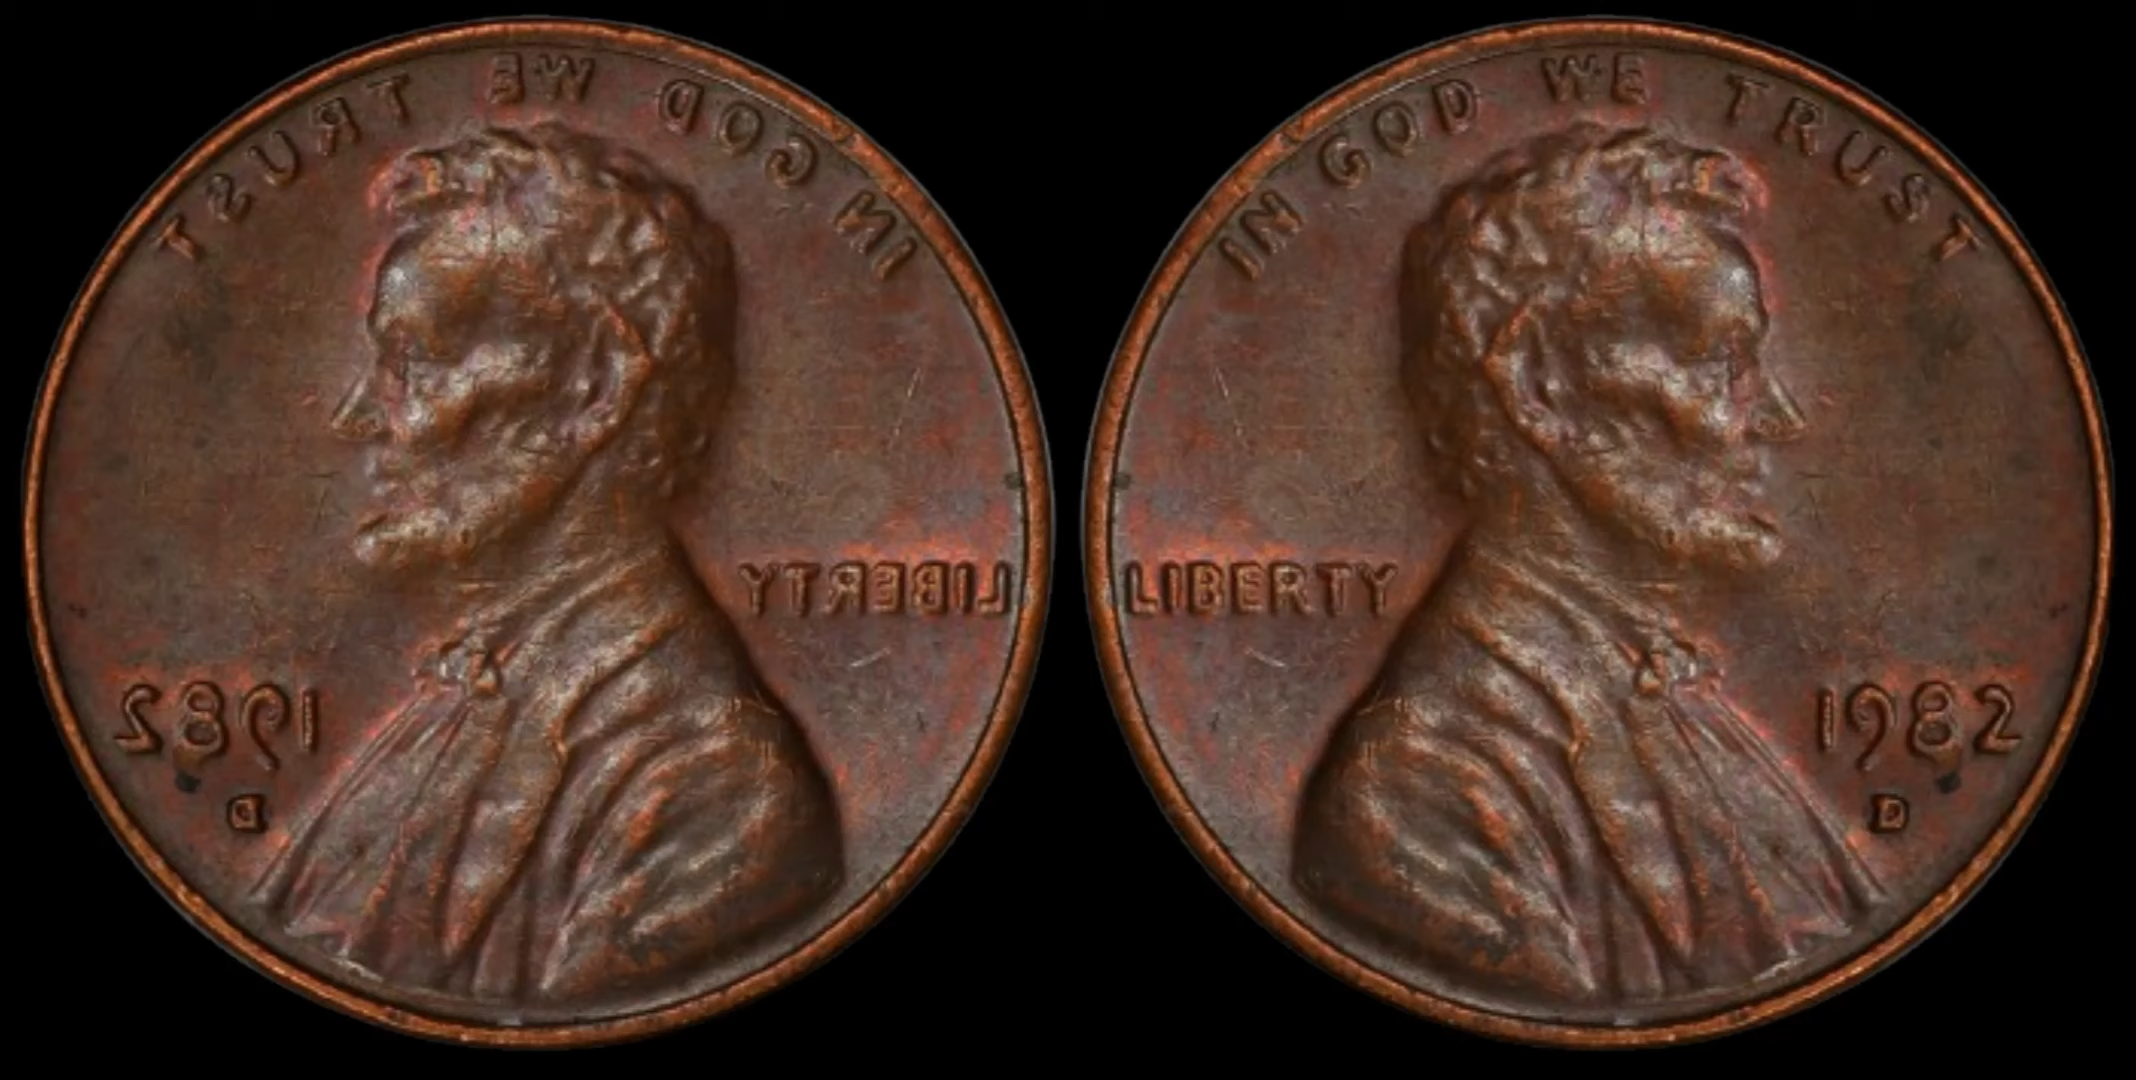 IN GOD WE TRUST
LIBERTY
1982
D
IN GOD WE TRUST
LIBERTY
1982
D